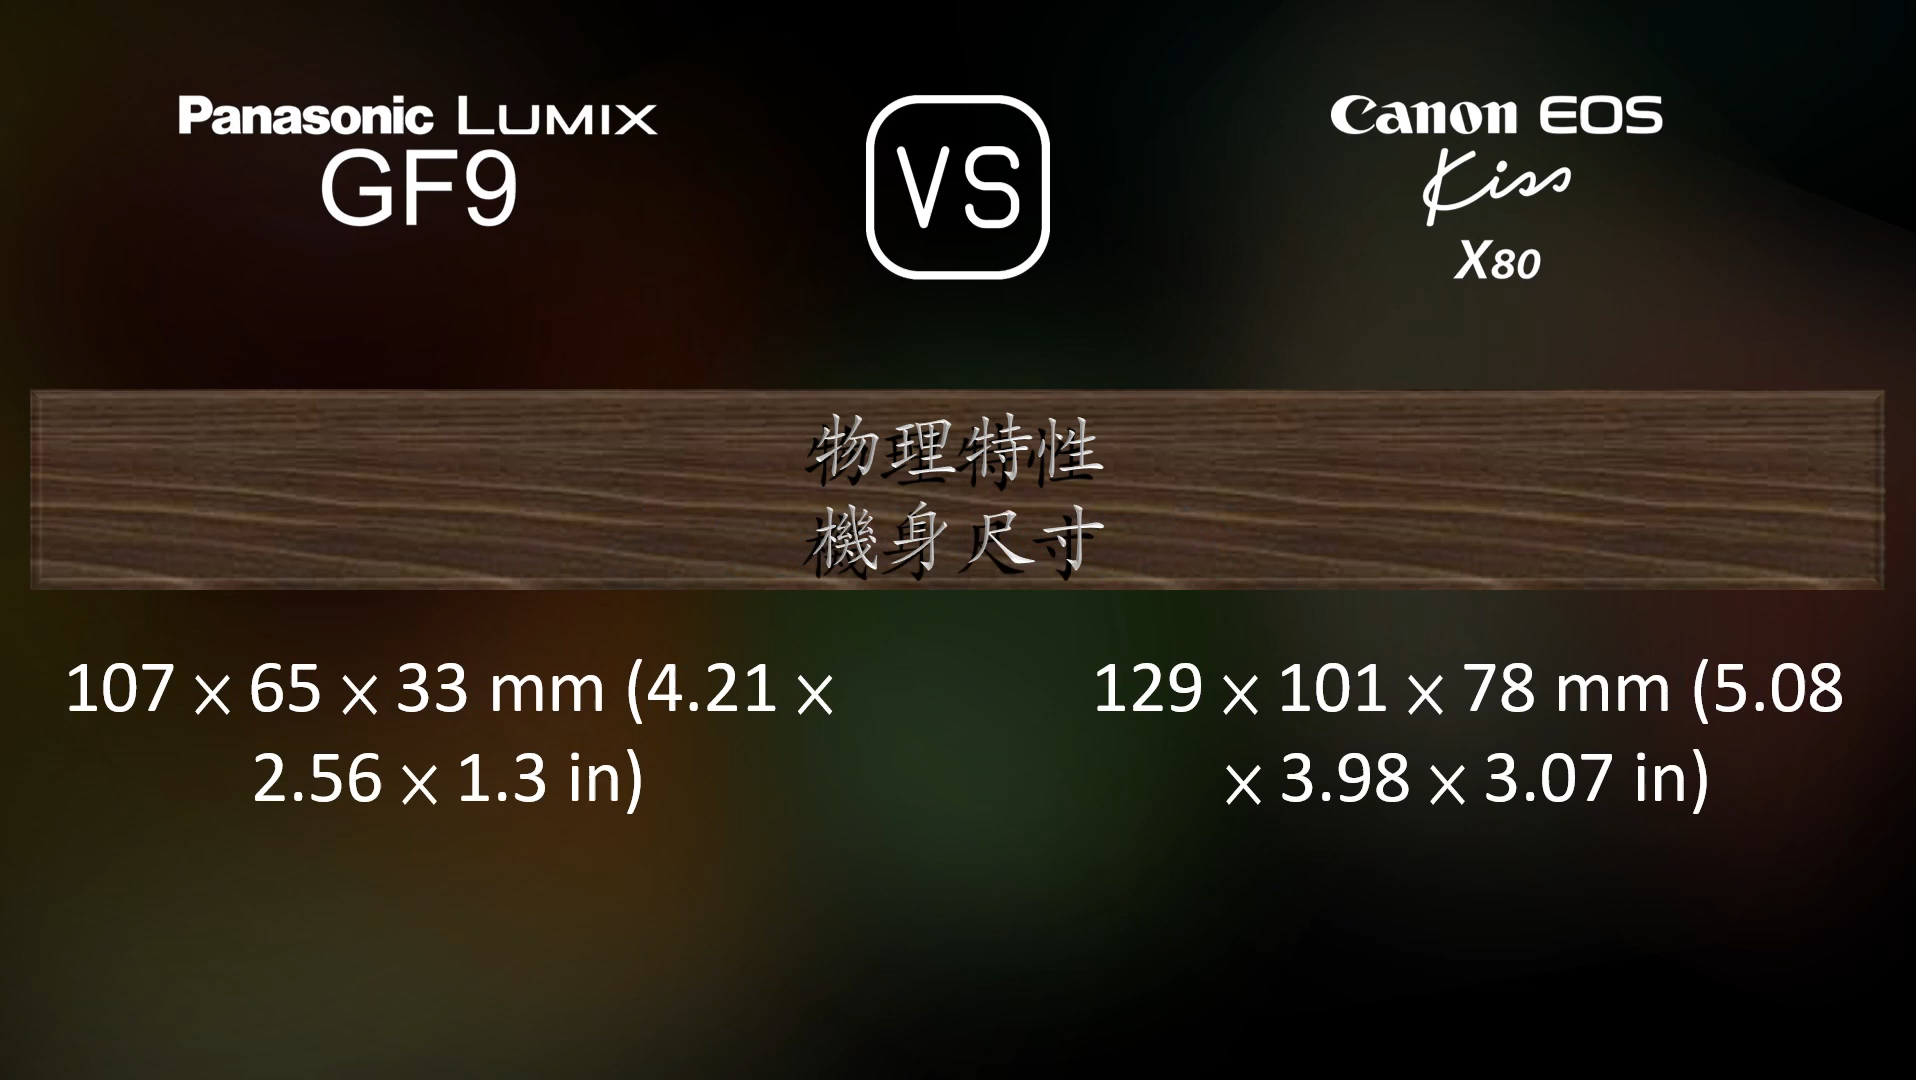 Panasonic LUMIX
GF9
VS
Canon EOS
Kiss
X80
物理特性
機身尺寸
107 x 65 x 33 mm (4.21 x
2.56 x 1.3 in)
129 x 101 x 78 mm (5.08
x 3.98 x 3.07 in)